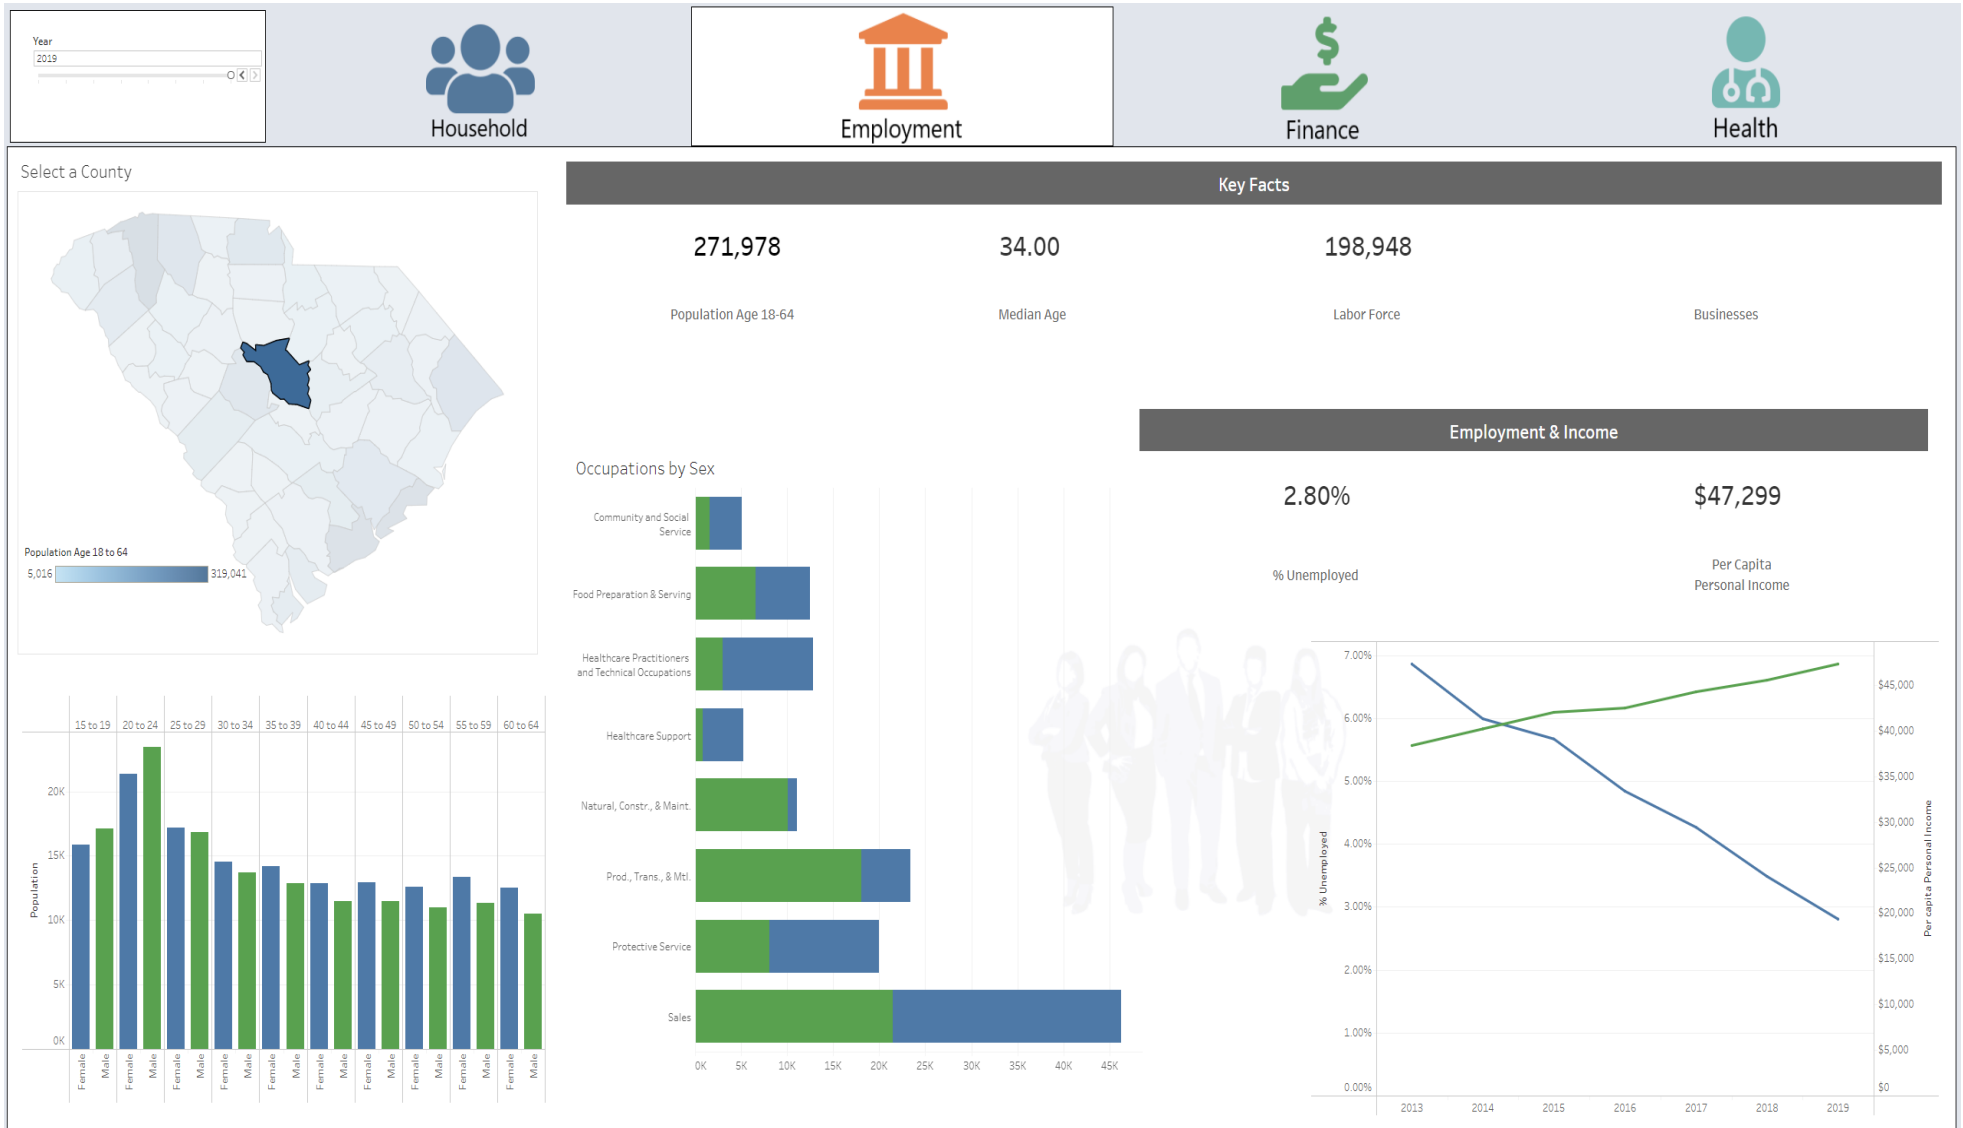 Year
2019
Household
Employment
Finance
Health
Select a County
Population Age 18 to 64
5,016
319,041
Key Facts
271,978
34.00
198,948
Population Age 18-64
Median Age
Labor Force
Businesses
Employment & Income
2.80%
$47,299
% Unemployed
Per Capita
Personal Income
15 to 19
20 to 24
25 to 29
30 to 34
35 to 39
40 to 44
45 to 49
50 to 54
55 to 59
60 to 64
Population
20K
15K
10K
5K
0K
Female
Male
Female
Male
Female
Male
Female
Male
Female
Male
Female
Male
Female
Male
Female
Male
Female
Male
Female
Male
Occupations by Sex
Community and Social
Service
Food Preparation & Serving
Healthcare Practitioners
and Technical Occupations
Healthcare Support
Natural, Constr., & Maint.
Prod., Trans., & Mtl.
Protective Service
Sales
0K
5K
10K
15K
20K
25K
30K
35K
40K
45K
% Unemployed
7.00%
6.00%
5.00%
4.00%
3.00%
2.00%
1.00%
0.00%
$45,000
$40,000
$35,000
$30,000
$25,000
$20,000
$15,000
$10,000
$5,000
$0
Per capita Personal Income
2013
2014
2015
2016
2017
2018
2019